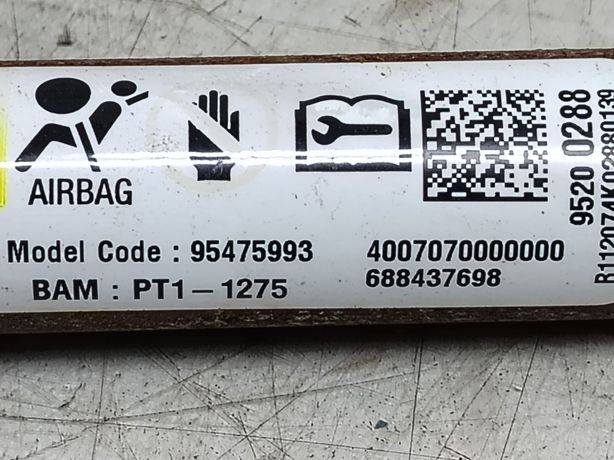 AIRBAG
Model Code : 95475993
BAM : PT1-1275
4007070000000
688437698
9520 0288